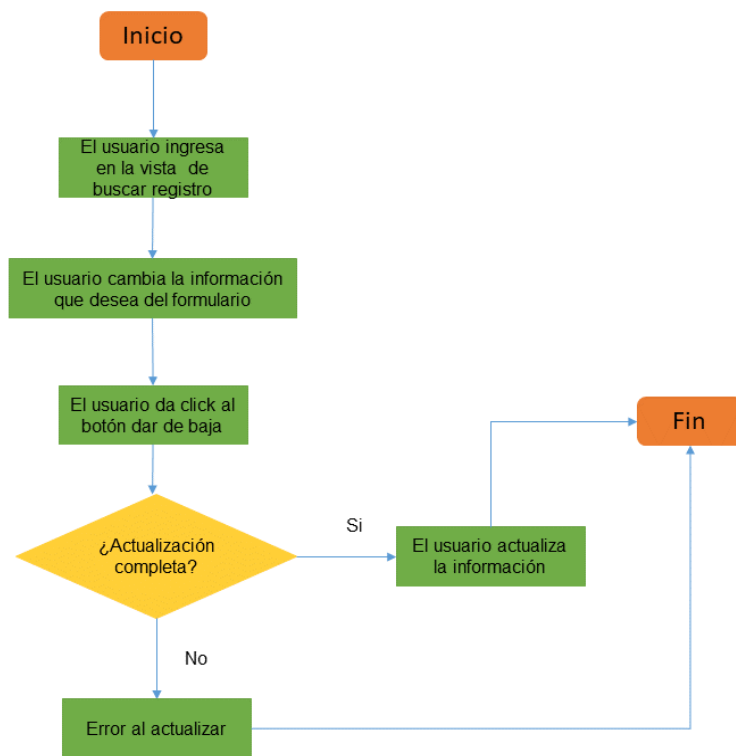 Inicio
El usuario ingresa
en la vista de
buscar registro
El usuario cambia la información
que desea del formulario
El usuario da click al
botón dar de baja
Fin
¿Actualización
completa?
Si
El usuario actualiza
la información
No
Error al actualizar